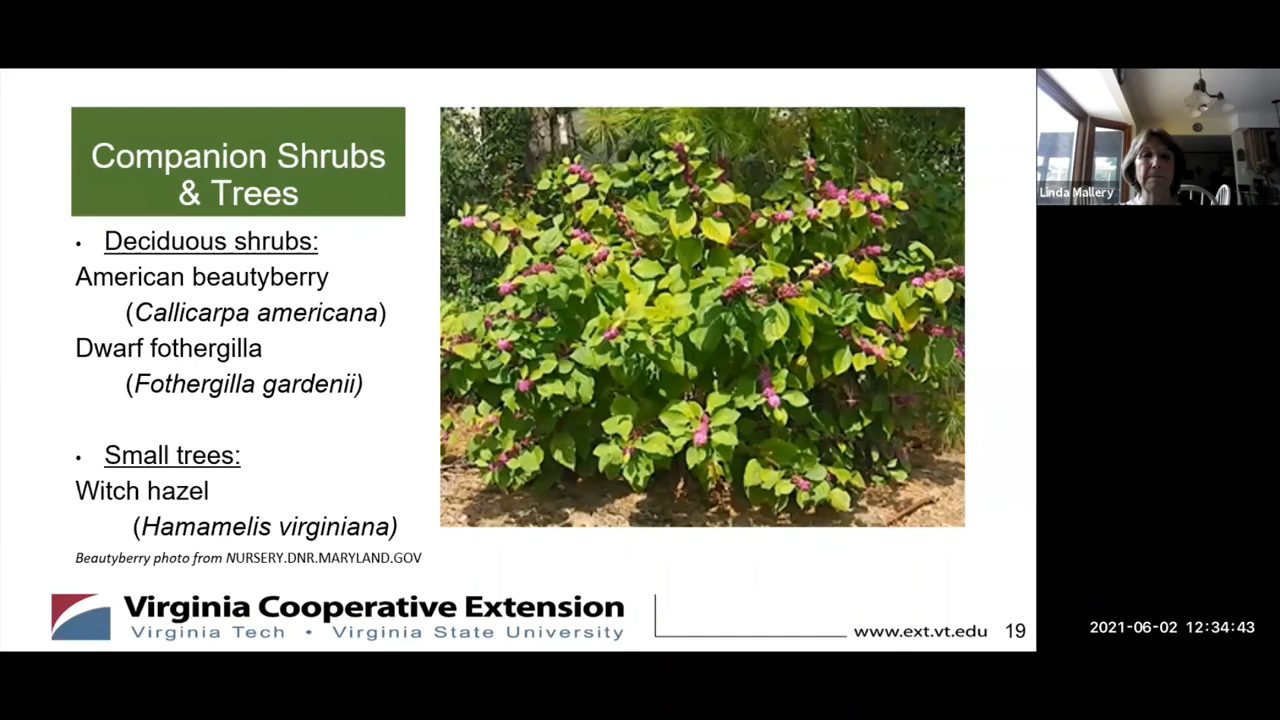 Companion Shrubs
& Trees
• Deciduous shrubs:
American beautyberry
(Callicarpa americana)
Dwarf fothergilla
(Fothergilla gardenii)
• Small trees:
Witch hazel
(Hamamelis virginiana)
Beautyberry photo from NURSERY.DNR.MARYLAND.GOV
Virginia Cooperative Extension
Virginia Tech • Virginia State University
www.ext.vt.edu 19
Linda Mallery
2021-06-02 12:34:43